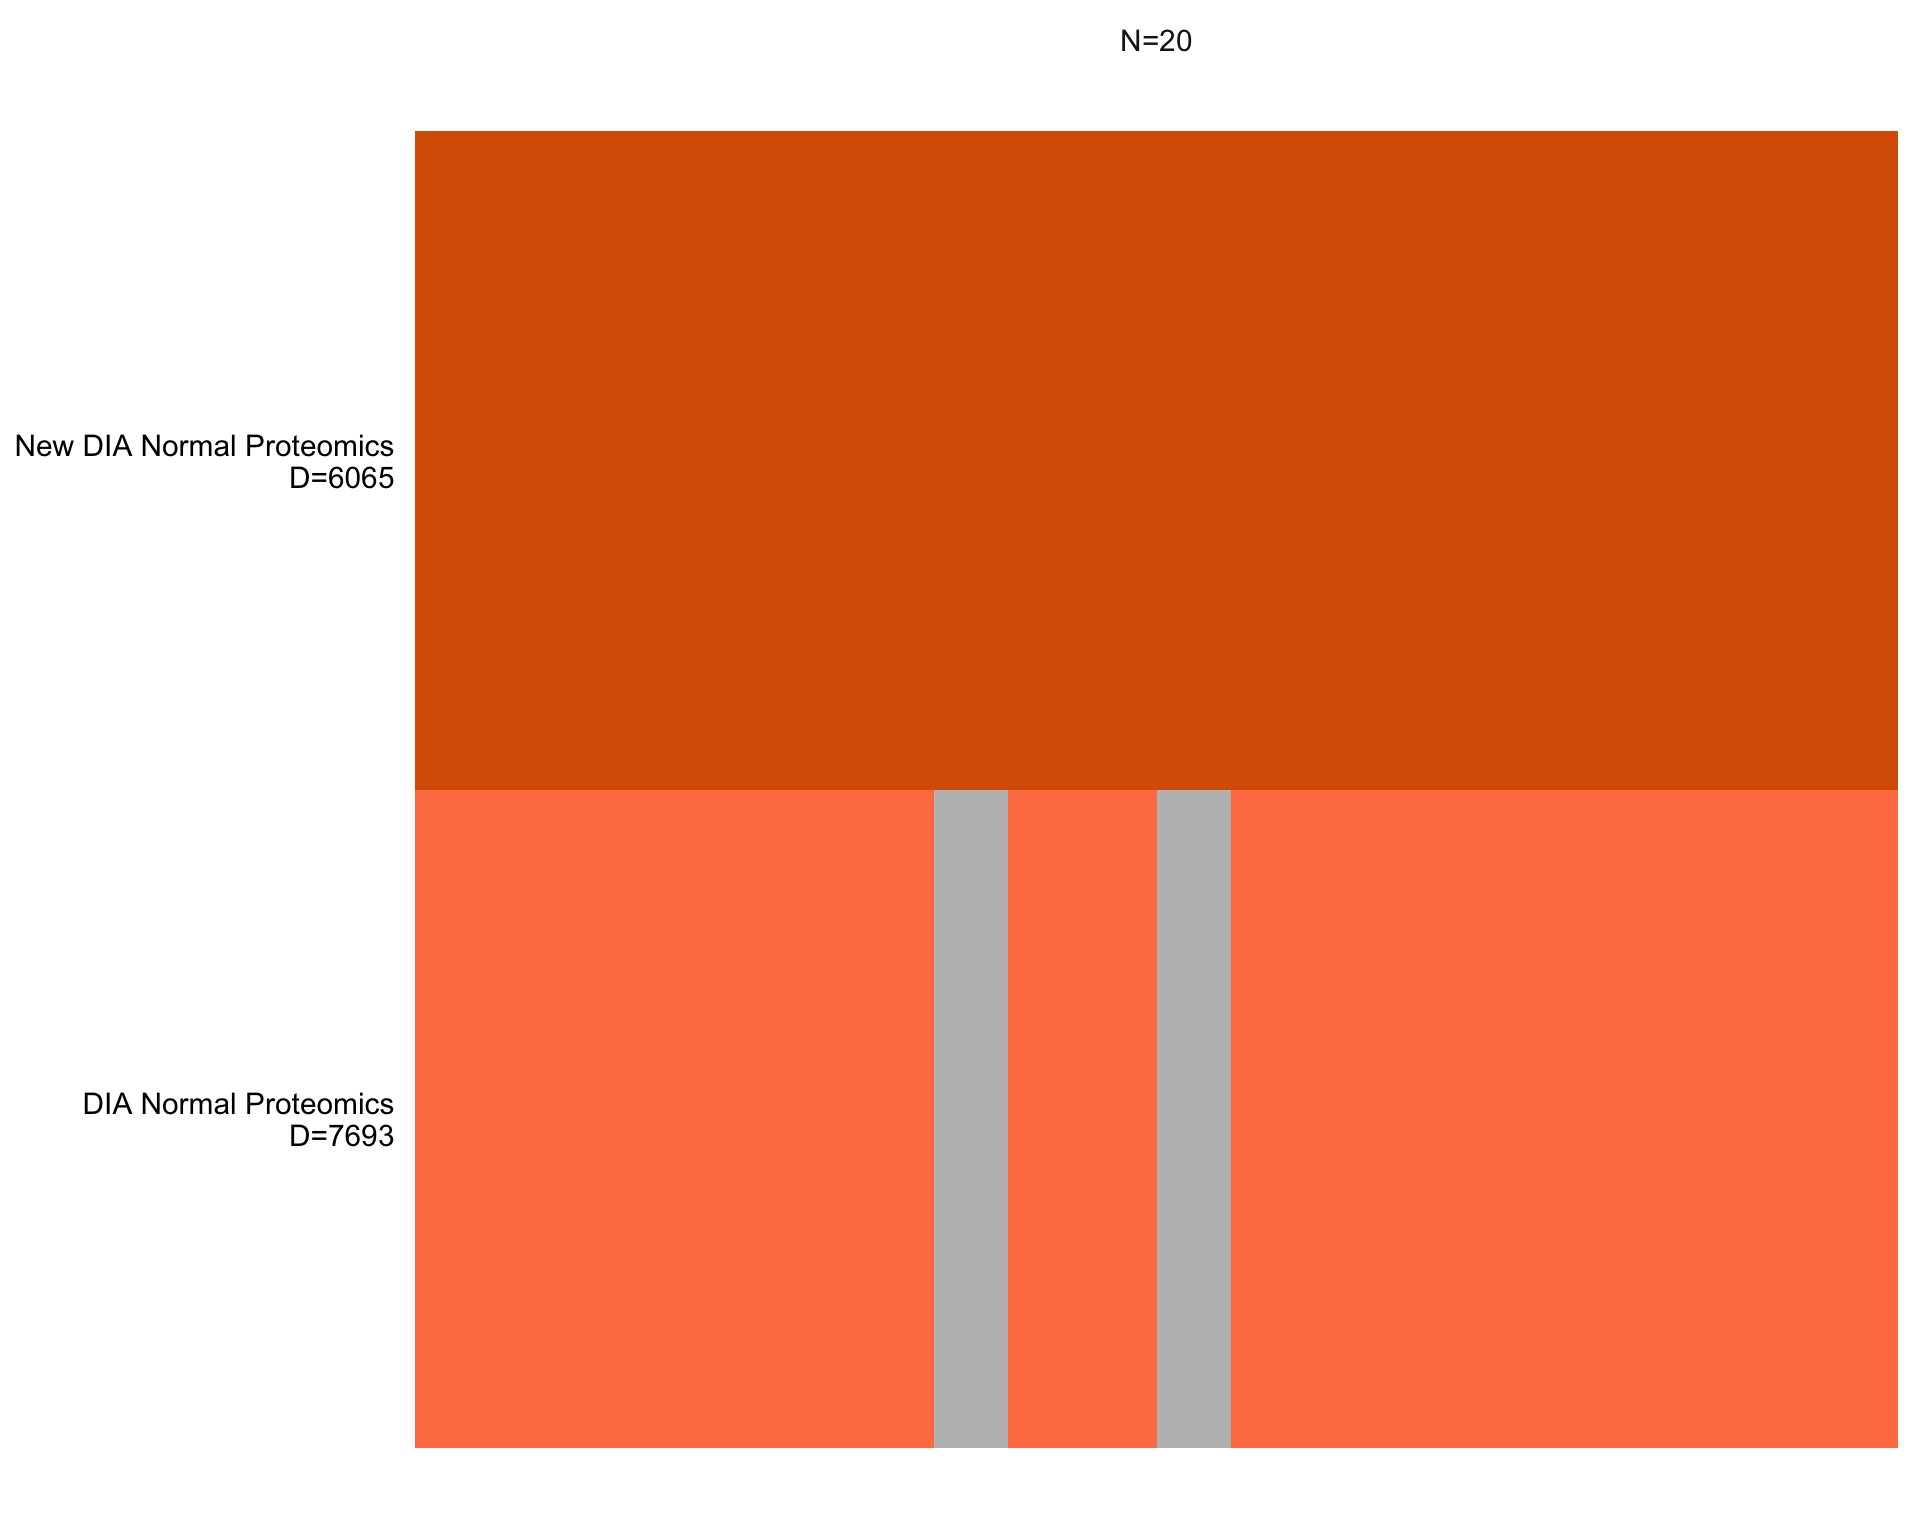 N=20
New DIA Normal Proteomics
D=6065
DIA Normal Proteomics
D=7693